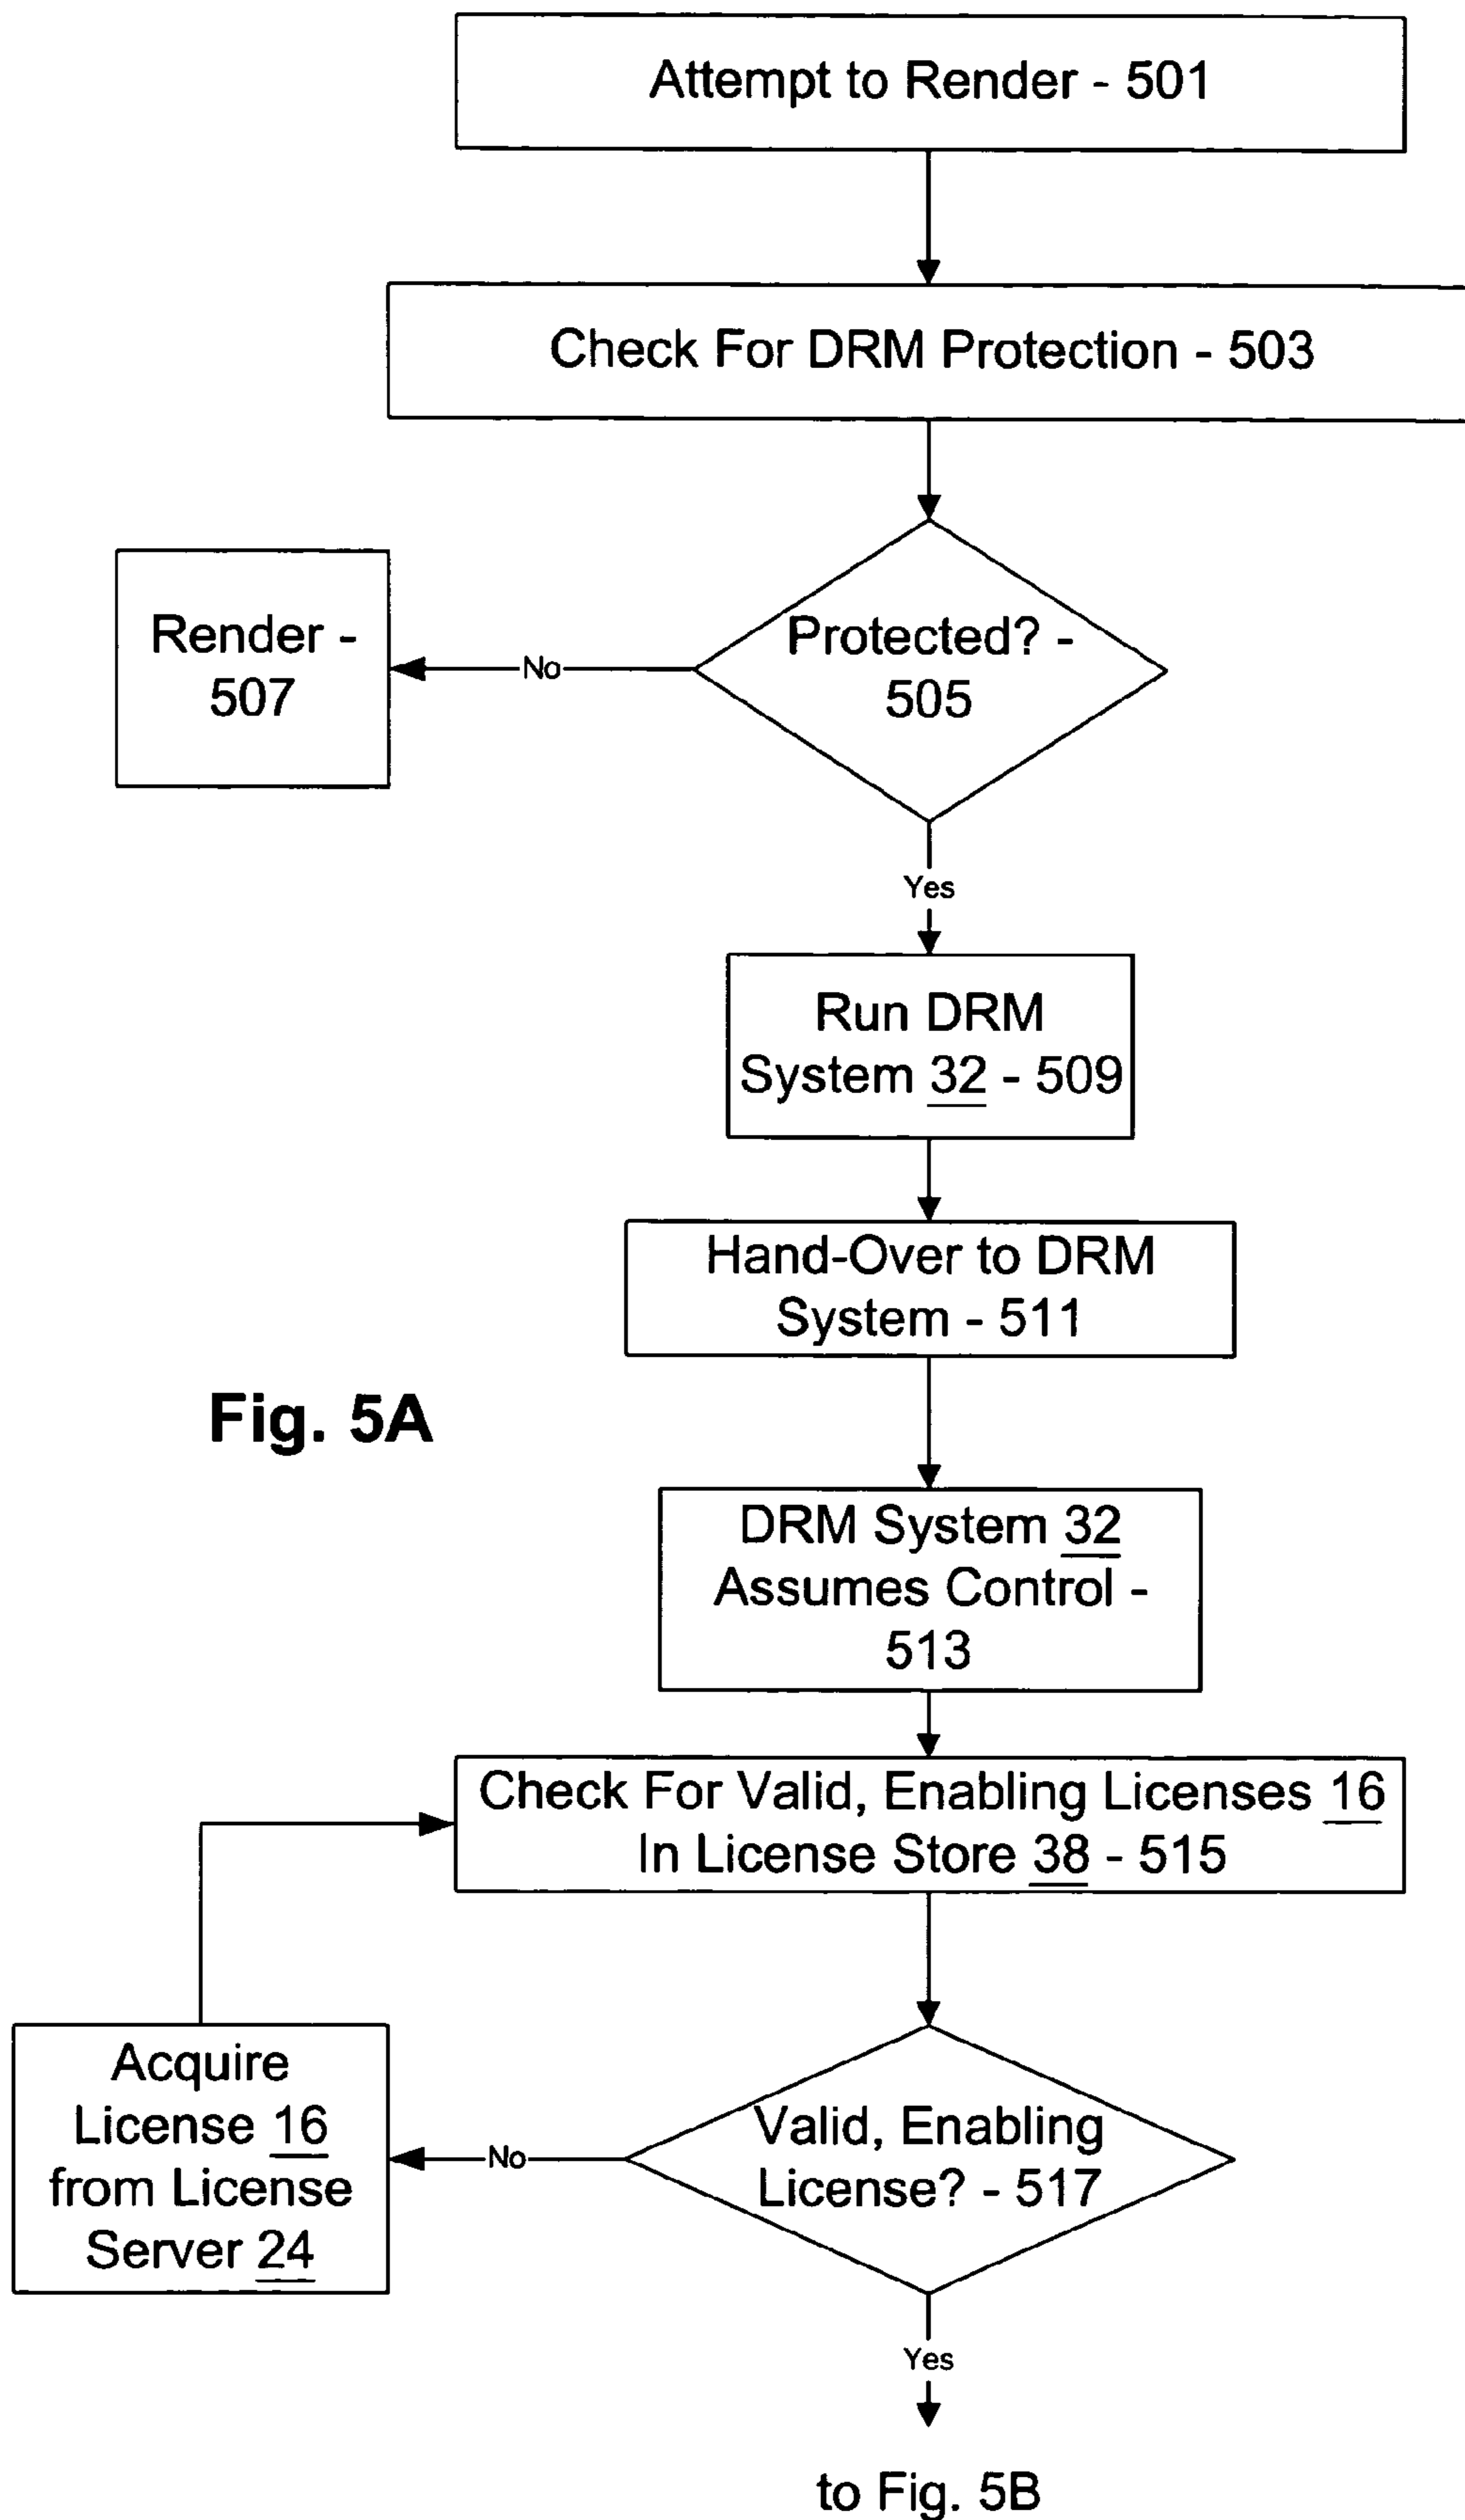 Attempt to Render - 501
Check For DRM Protection - 503
Protected? -
505
No
Render -
507
Yes
Run DRM
System 32 - 509
Hand-Over to DRM
System - 511
Fig. 5A
DRM System 32
Assumes Control -
513
Check For Valid, Enabling Licenses 16
In License Store 38 - 515
Valid, Enabling
License? - 517
No
Acquire
License 16
from License
Server 24
Yes
to Fig. 5B